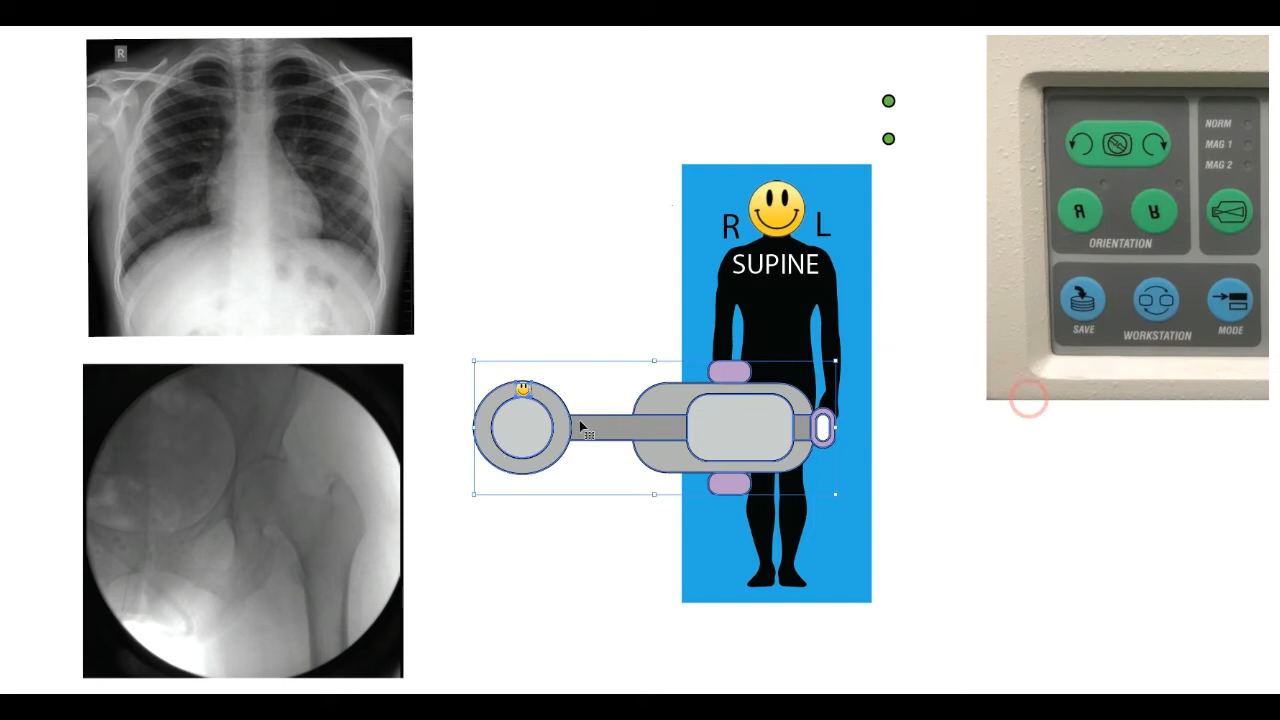 R
R L
SUPINE
NORM
MAG 1
MAG 2
ORIENTATION
SAVE
WORKSTATION
MODE